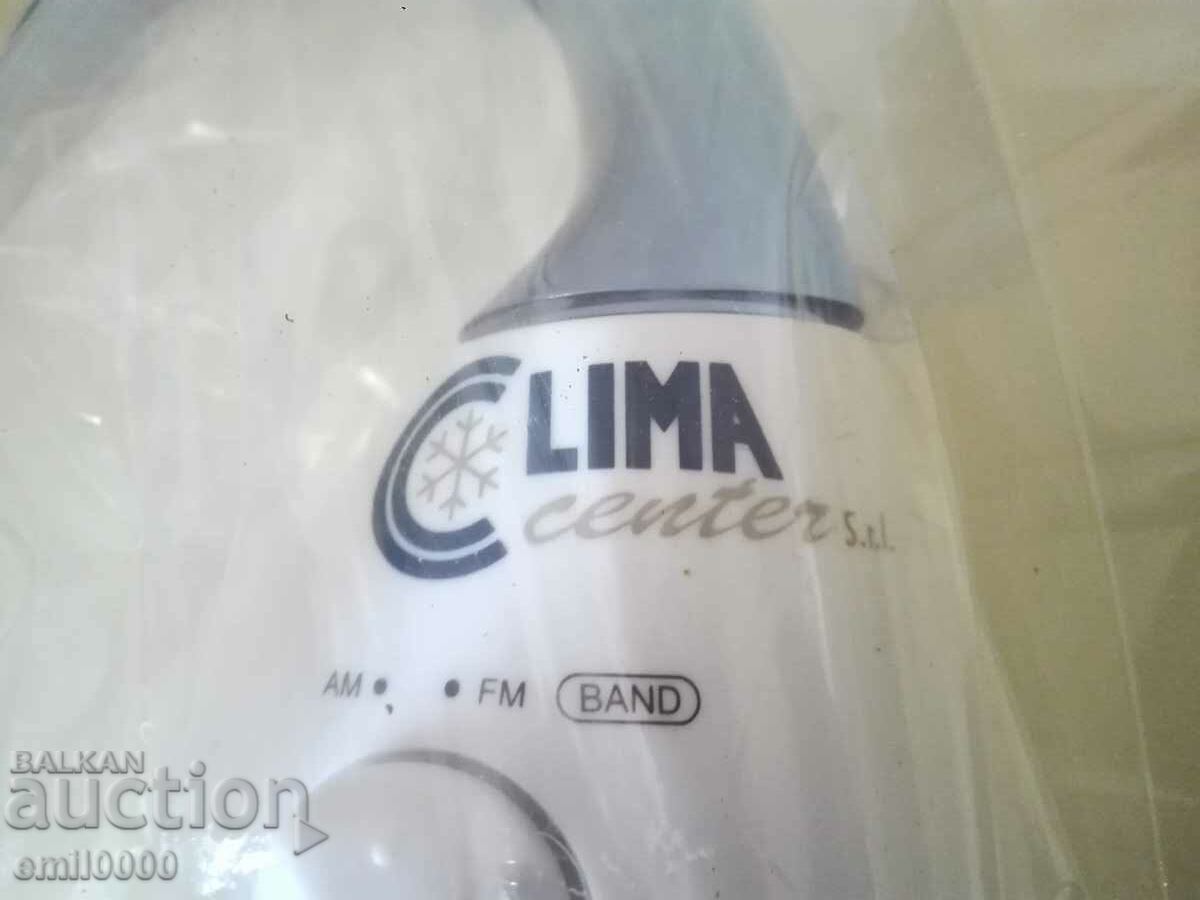 CLIMA
center S.r.l.
AM • • FM BAND
BALKAN
auction
emil0000